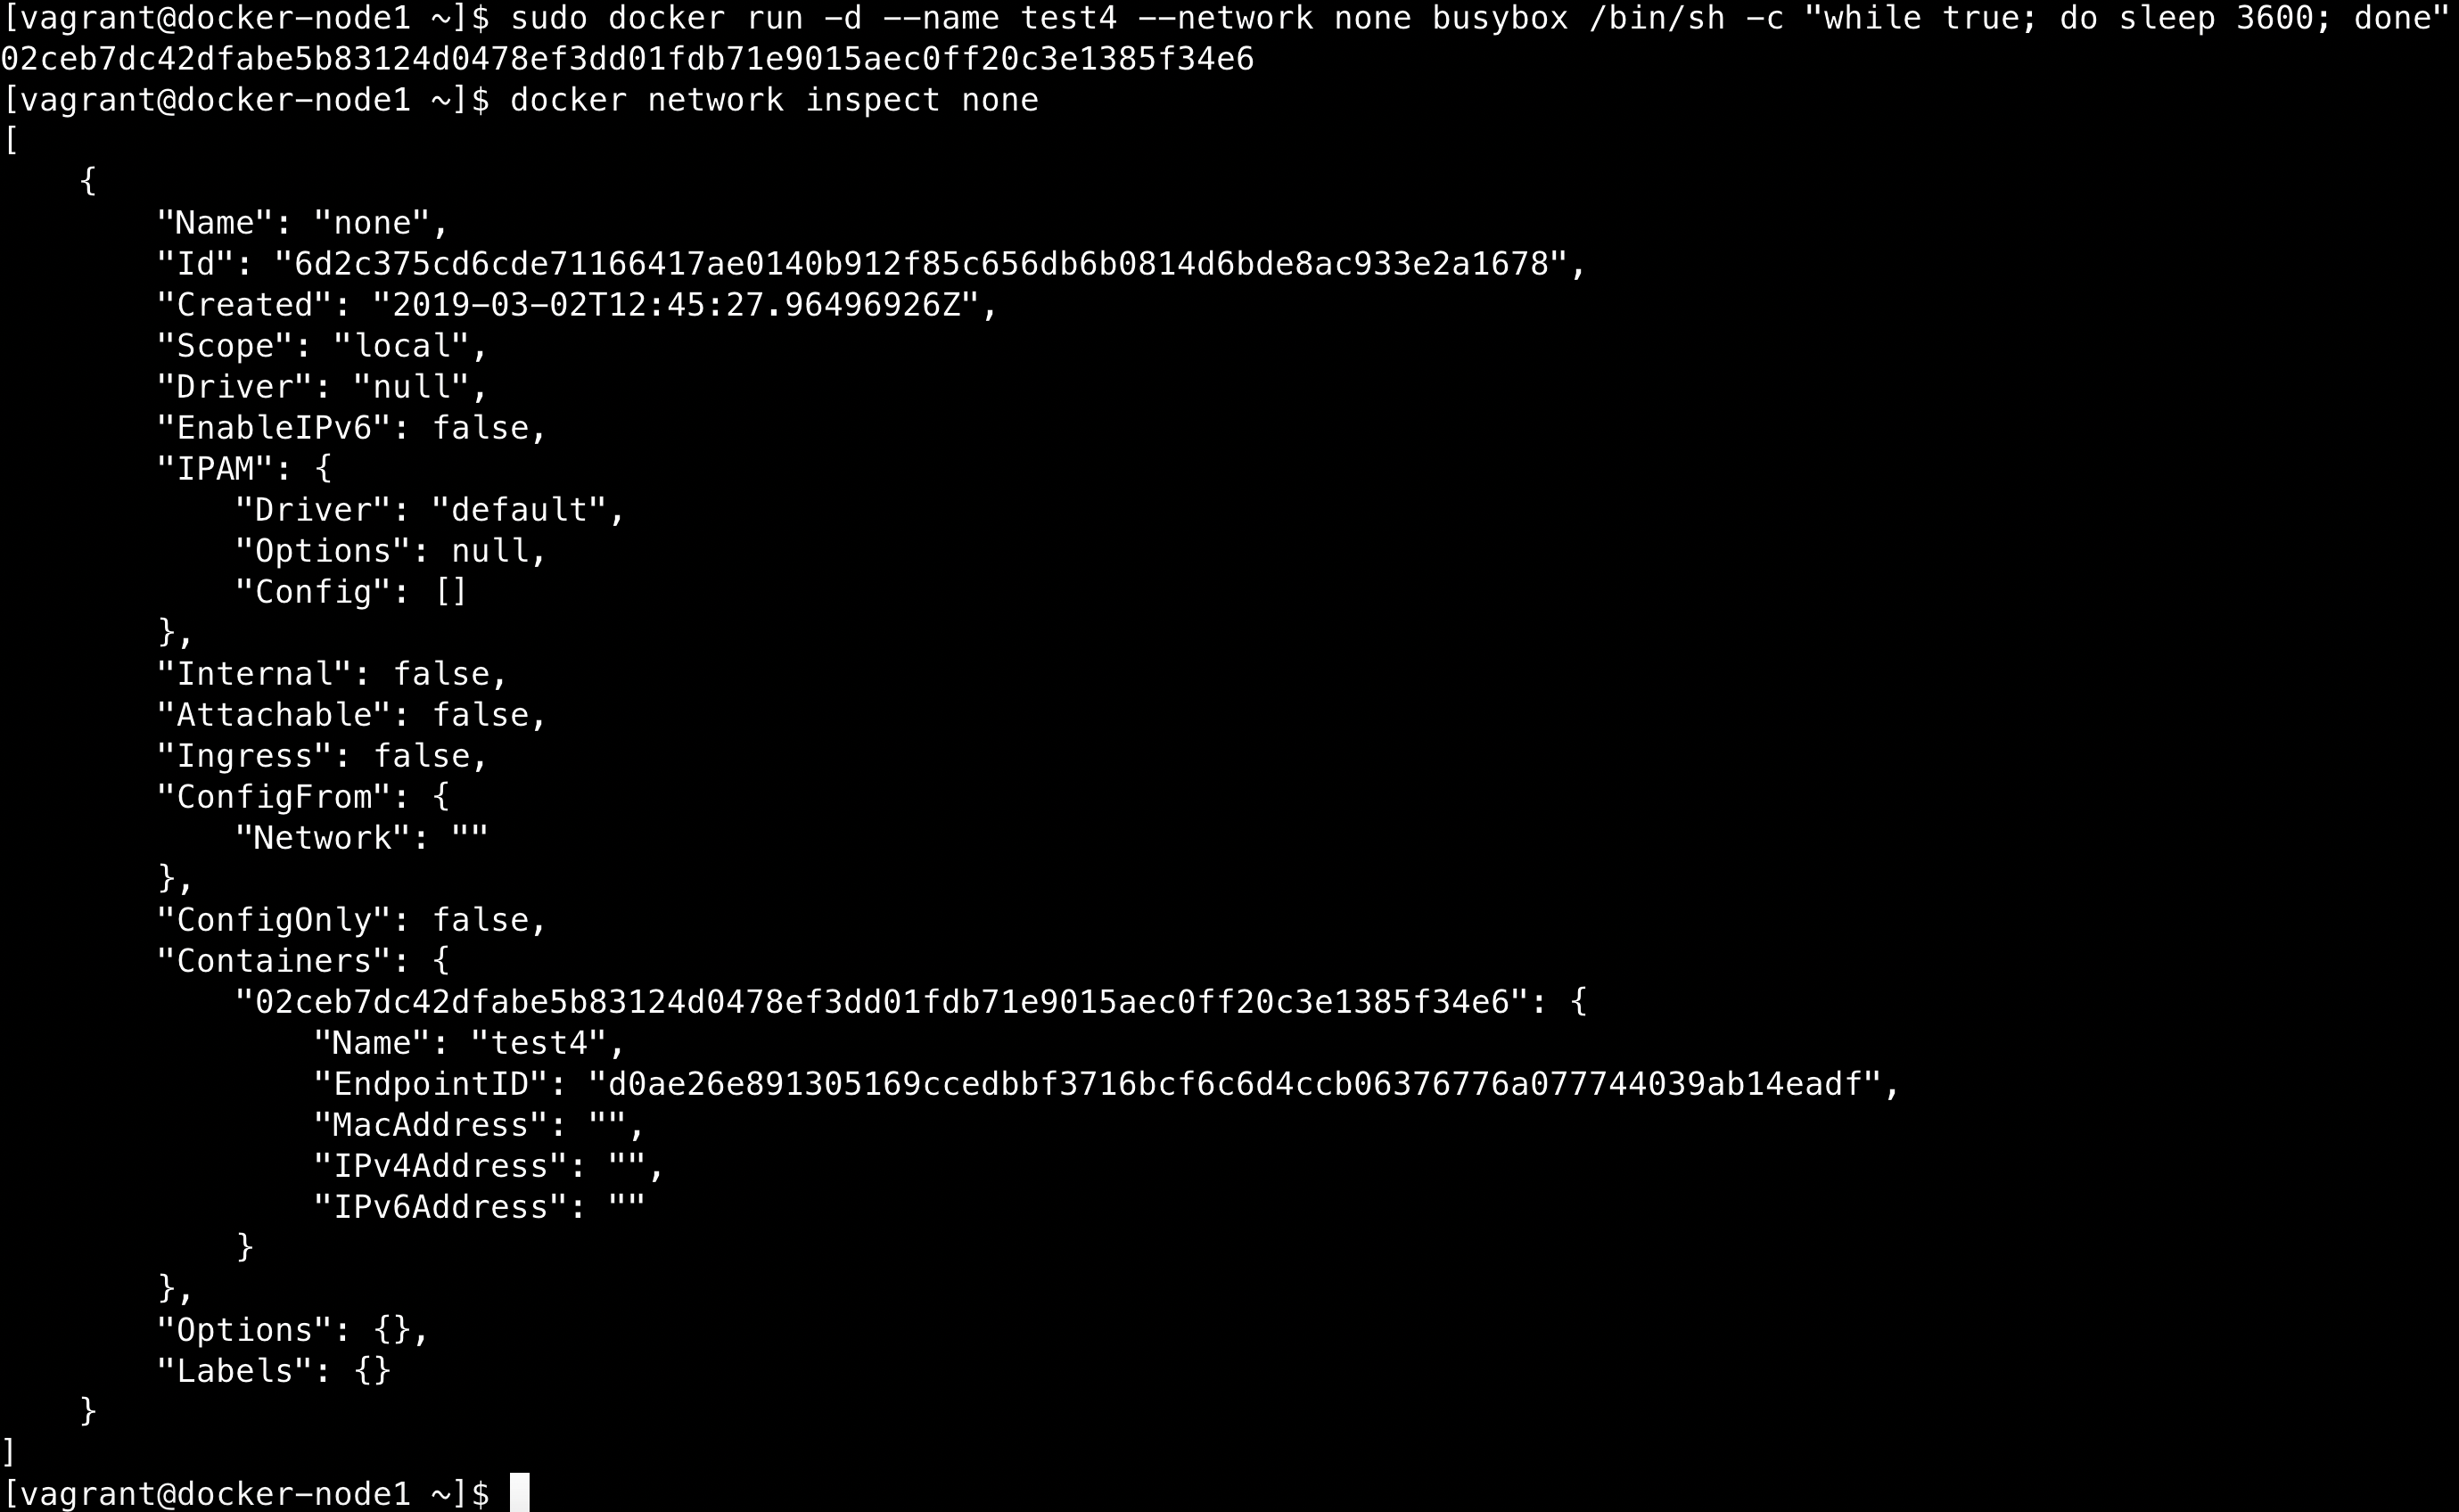 [vagrant@docker-node1 ~]$ sudo docker run -d --name test4 --network none busybox /bin/sh -c "while true; do sleep 3600; done"
02ceb7dc42dfabe5b83124d0478ef3dd01fdb71e9015aec0ff20c3e1385f34e6
[vagrant@docker-node1 ~]$ docker network inspect none
[
    {
        "Name": "none",
        "Id": "6d2c375cd6cde71166417ae0140b912f85c656db6b0814d6bde8ac933e2a1678",
        "Created": "2019-03-02T12:45:27.96496926Z",
        "Scope": "local",
        "Driver": "null",
        "EnableIPv6": false,
        "IPAM": {
            "Driver": "default",
            "Options": null,
            "Config": []
        },
        "Internal": false,
        "Attachable": false,
        "Ingress": false,
        "ConfigFrom": {
            "Network": ""
        },
        "ConfigOnly": false,
        "Containers": {
            "02ceb7dc42dfabe5b83124d0478ef3dd01fdb71e9015aec0ff20c3e1385f34e6": {
                "Name": "test4",
                "EndpointID": "d0ae26e891305169ccedbbf3716bcf6c6d4ccb06376776a077744039ab14eadf",
                "MacAddress": "",
                "IPv4Address": "",
                "IPv6Address": ""
            }
        },
        "Options": {},
        "Labels": {}
    }
]
[vagrant@docker-node1 ~]$